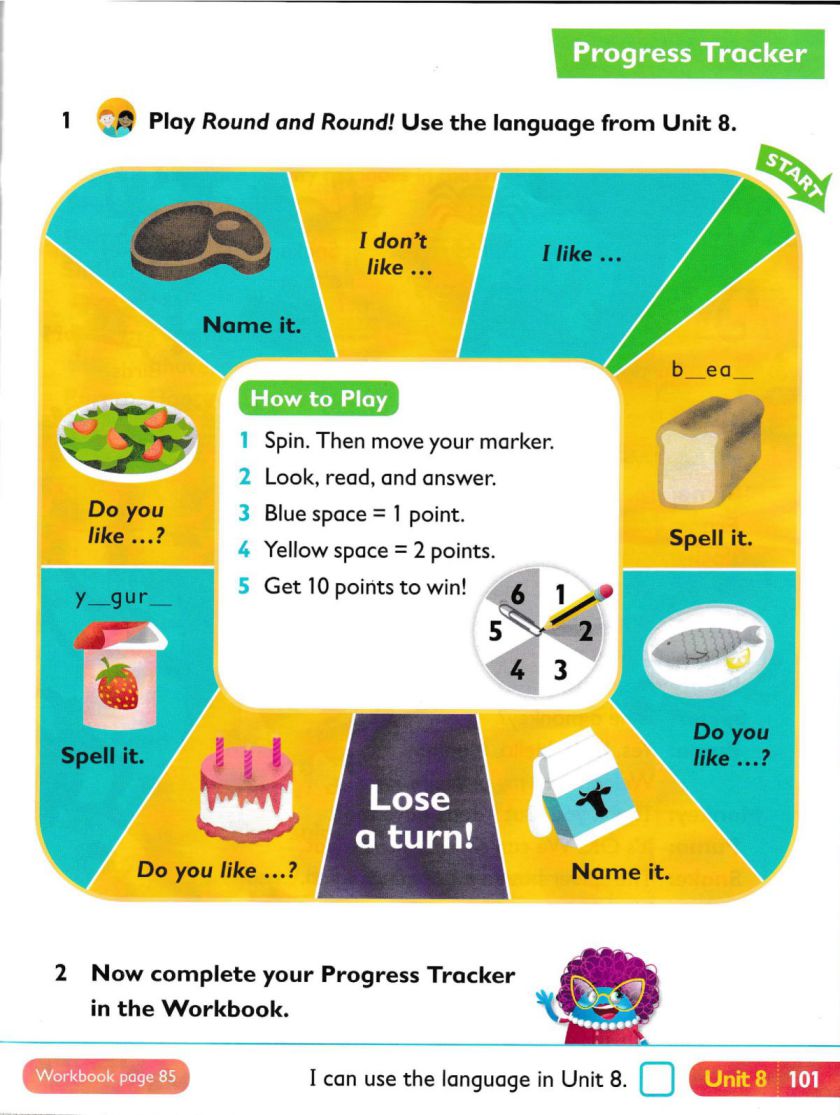 Progress Tracker
1 Play Round and Round! Use the language from Unit 8.
START
b__ea__
Spell it.
Do you
like ...?
Name it.
Lose
a turn!
Do you like ...?
y__gur__
Spell it.
Do you
like ...?
Name it.
I don't
like ...
I like ...
How to Play
1 Spin. Then move your marker.
2 Look, read, and answer.
3 Blue space = 1 point.
4 Yellow space = 2 points.
5 Get 10 points to win!
6 1
5 2
4 3
2 Now complete your Progress Tracker
in the Workbook.
Workbook page 85
I can use the language in Unit 8.
Unit 8 101